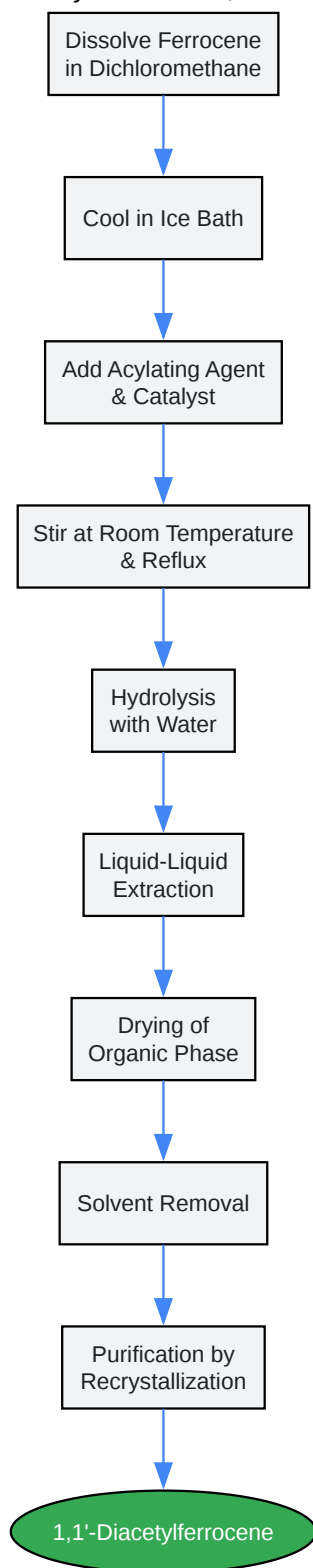 Dissolve Ferrocene
in Dichloromethane
Cool in Ice Bath
Add Acylating Agent
& Catalyst
Stir at Room Temperature
& Reflux
Hydrolysis
with Water
Liquid-Liquid
Extraction
Drying of
Organic Phase
Solvent Removal
Purification by
Recrystallization
1,1'-Diacetylferrocene